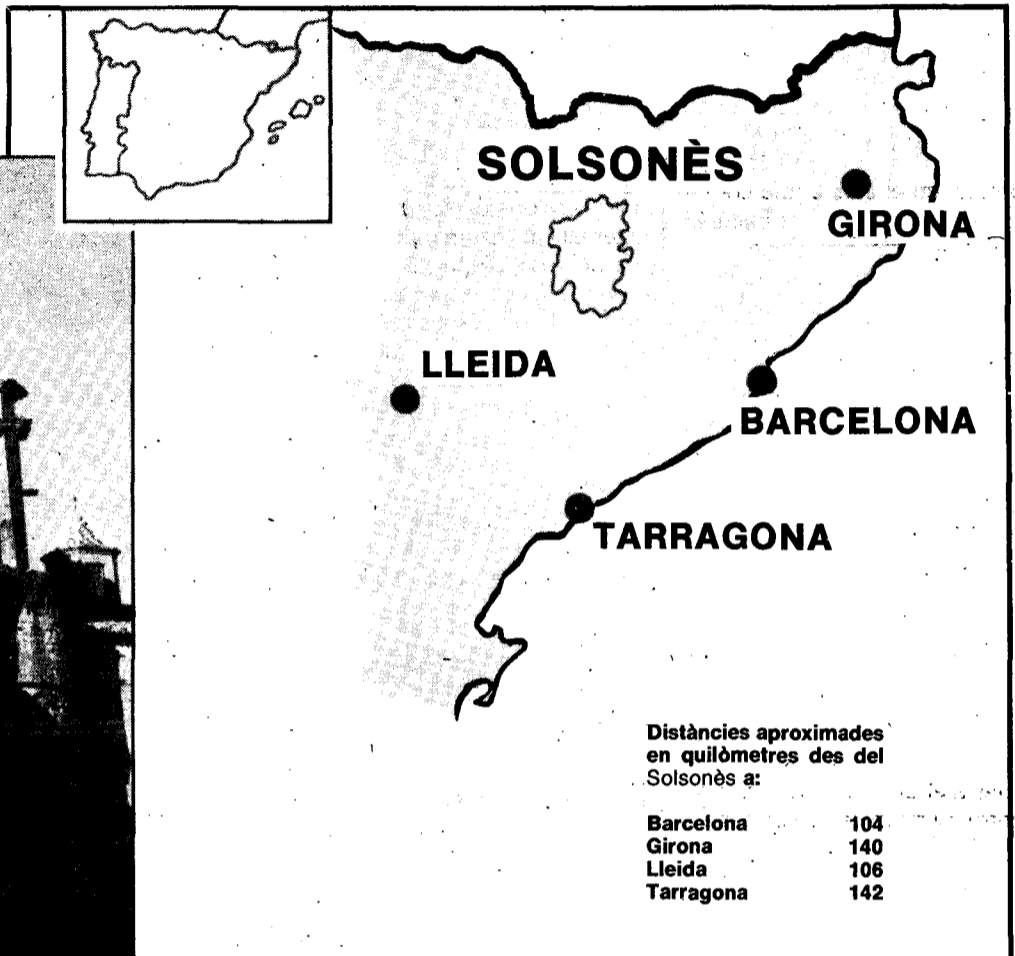 SOLSONÈS
GIRONA
LLEIDA
BARCELONA
TARRAGONA
Distàncies aproximades
en quilòmetres des del
Solsonès a:
Barcelona 104
Girona 140
Lleida 106
Tarragona 142